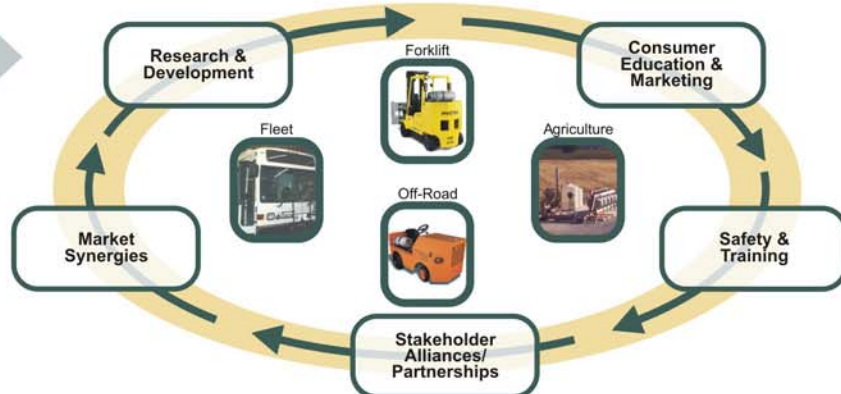 Research &
Development
Forklift
Consumer
Education &
Marketing
Fleet
Agriculture
Off-Road
Market
Synergies
Safety &
Training
Stakeholder
Alliances/
Partnerships